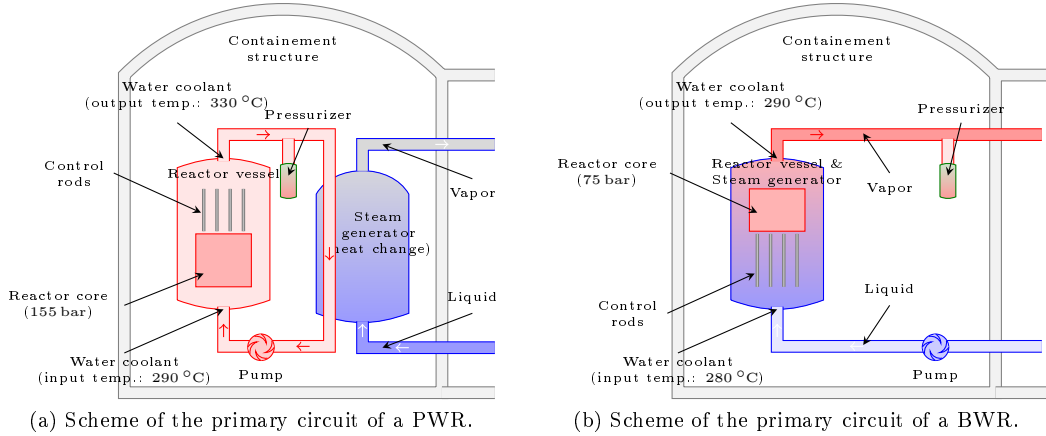 Containement
structure
Water coolant
(output temp.: 330 °C)
Pressurizer
Control
rods
Reactor vessel
Vapor
Steam
generator
heat change)
Liquid
Reactor core
(155 bar)
Water coolant
(input temp.: 290 °C)
Pump
(a) Scheme of the primary circuit of a PWR.
Containement
structure
Water coolant
(output temp.: 290 °C)
Pressurizer
Reactor core
(75 bar)
Reactor vessel &
Steam generator
Vapor
Control
rods
Liquid
Water coolant
(input temp.: 280 °C)
Pump
(b) Scheme of the primary circuit of a BWR.